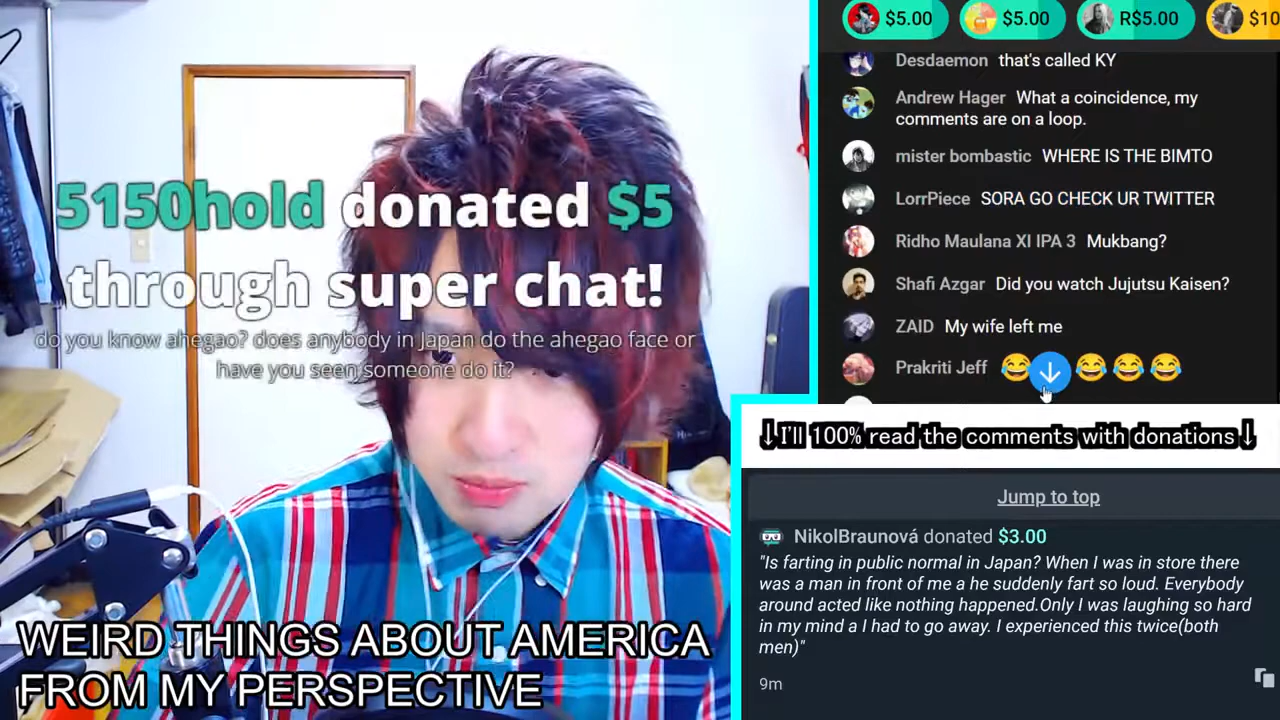 5150hold donated $5
through super chat!
do you know ahegao? does anybody in Japan do the ahegao face or
have you seen someone do it?
WEIRD THINGS ABOUT AMERICA
FROM MY PERSPECTIVE
$5.00 $5.00 R$5.00 $10
Desdaemon that's called KY
Andrew Hager What a coincidence, my
comments are on a loop.
mister bombastic WHERE IS THE BIMTO
LorrPiece SORA GO CHECK UR TWITTER
Ridho Maulana XI IPA 3 Mukbang?
Shafi Azgar Did you watch Jujutsu Kaisen?
ZAID My wife left me
Prakriti Jeff 😂 😂 😂 😂
↓I'll 100% read the comments with donations↓
Jump to top
NikolBraunová donated $3.00
"Is farting in public normal in Japan? When I was in store there
was a man in front of me a he suddenly fart so loud. Everybody
around acted like nothing happened.Only I was laughing so hard
in my mind a I had to go away. I experienced this twice(both
men)"
9m